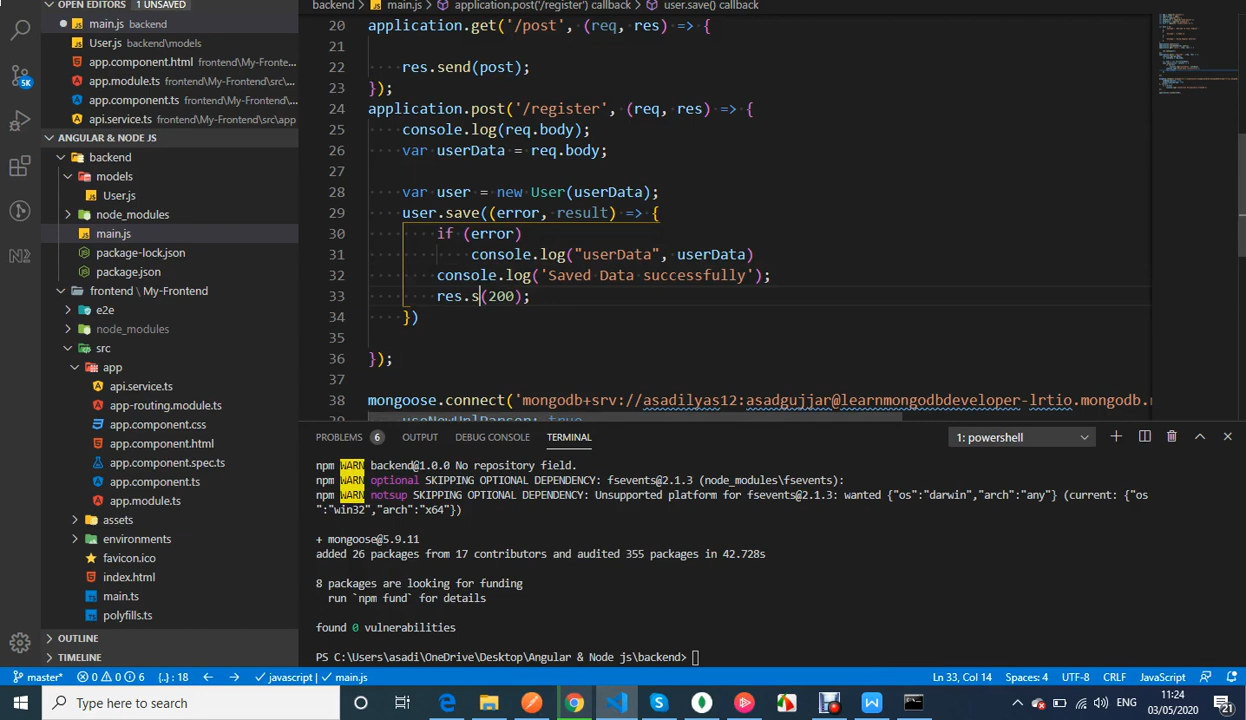 OPEN EDITORS 1 UNSAVED
main.js backend
User.js backend\models
app.component.html frontend\My-Fronte...
app.module.ts frontend\My-Frontend\src\...
app.component.ts frontend\My-Frontend...
api.service.ts frontend\My-Frontend\src\app
ANGULAR & NODE JS
backend
models
User.js
node_modules
main.js
package-lock.json
package.json
frontend \ My-Frontend
e2e
node_modules
src
app
api.service.ts
app-routing.module.ts
app.component.css
app.component.html
app.component.spec.ts
app.component.ts
app.module.ts
assets
environments
favicon.ico
index.html
main.ts
polyfills.ts
OUTLINE
TIMELINE
5K
backend > main.js > application.post('/register') callback > user.save() callback
20 application.get('/post', (req, res) => {
21
22 res.send(post);
23 });
24 application.post('/register', (req, res) => {
25 console.log(req.body);
26 var userData = req.body;
27
28 var user = new User(userData);
29 user.save((error, result) => {
30 if (error)
31 console.log("userData", userData)
32 console.log('Saved Data successfully');
33 res.s(200);
34 })
35
36 });
37
38 mongoose.connect('mongodb+srv://asadilyas12:asadgujjar@learnmongodbdeveloper-lrtio.mongodb.
39 useNewUrlParser: true
PROBLEMS 6 OUTPUT DEBUG CONSOLE TERMINAL 1: powershell
npm WARN backend@1.0.0 No repository field.
npm WARN optional SKIPPING OPTIONAL DEPENDENCY: fsevents@2.1.3 (node_modules\fsevents):
npm WARN notsup SKIPPING OPTIONAL DEPENDENCY: Unsupported platform for fsevents@2.1.3: wanted {"os":"darwin","arch":"any"} (current: {"os
":"win32","arch":"x64"})
+ mongoose@5.9.11
added 26 packages from 17 contributors and audited 355 packages in 42.728s
8 packages are looking for funding
run `npm fund` for details
found 0 vulnerabilities
PS C:\Users\asadi\OneDrive\Desktop\Angular & Node js\backend>
master* 0 0 6 {..} : 18 javascript | main.js Ln 33, Col 14 Spaces: 4 UTF-8 CRLF JavaScript
Type here to search
ENG
11:24
03/05/2020
21